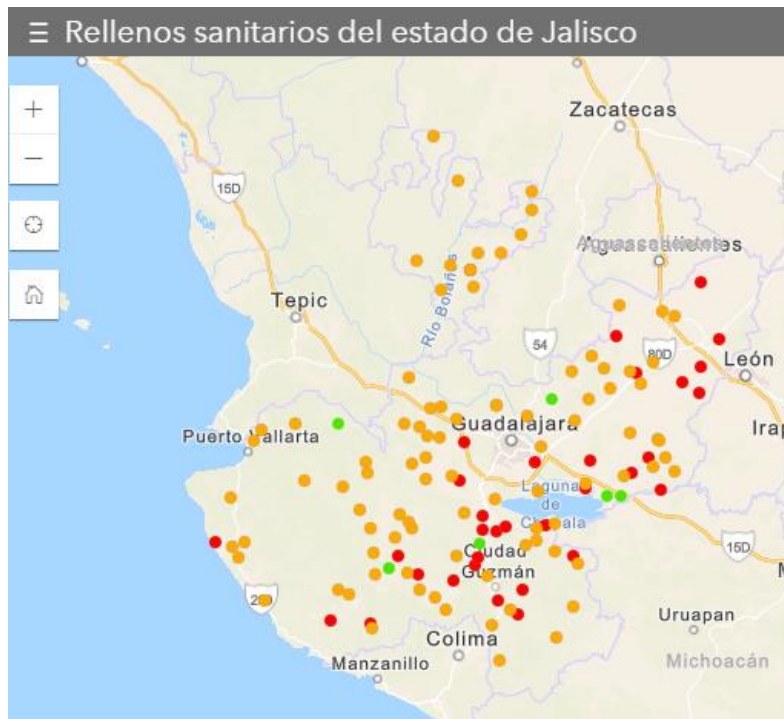 ☰ Rellenos sanitarios del estado de Jalisco
+
−
Zacatecas
15D
Aguascalientes
Río Bolaños
Tepic
54
80D
León
Puerto Vallarta
Guadalajara
Irap
Laguna
de
Chapala
15D
Ciudad
Guzmán
Uruapan
Colima
Michoacán
Manzanillo